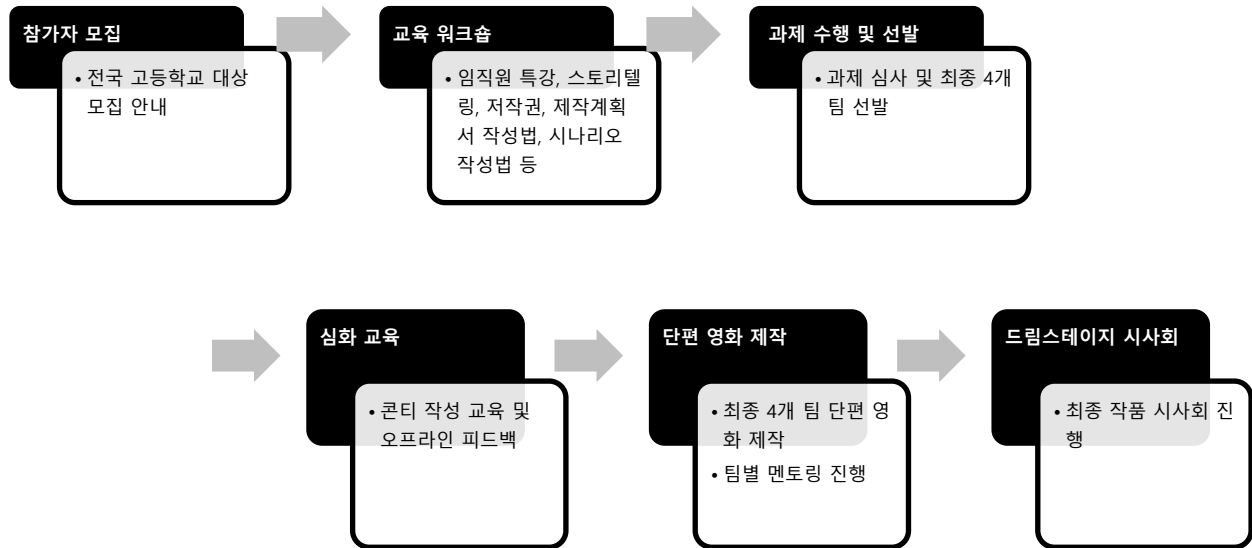 참가자 모집
• 전국 고등학교 대상
모집 안내
교육 워크숍
• 임직원 특강, 스토리텔
링, 저작권, 제작계획
서 작성법, 시나리오
작성법 등
과제 수행 및 선발
• 과제 심사 및 최종 4개
팀 선발
심화 교육
• 콘티 작성 교육 및
오프라인 피드백
단편 영화 제작
• 최종 4개 팀 단편 영
화 제작
• 팀별 멘토링 진행
드림스테이지 시사회
• 최종 작품 시사회 진
행